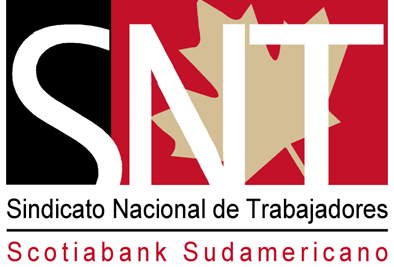 SNT
Sindicato Nacional de Trabajadores
Scotiabank Sudamericano